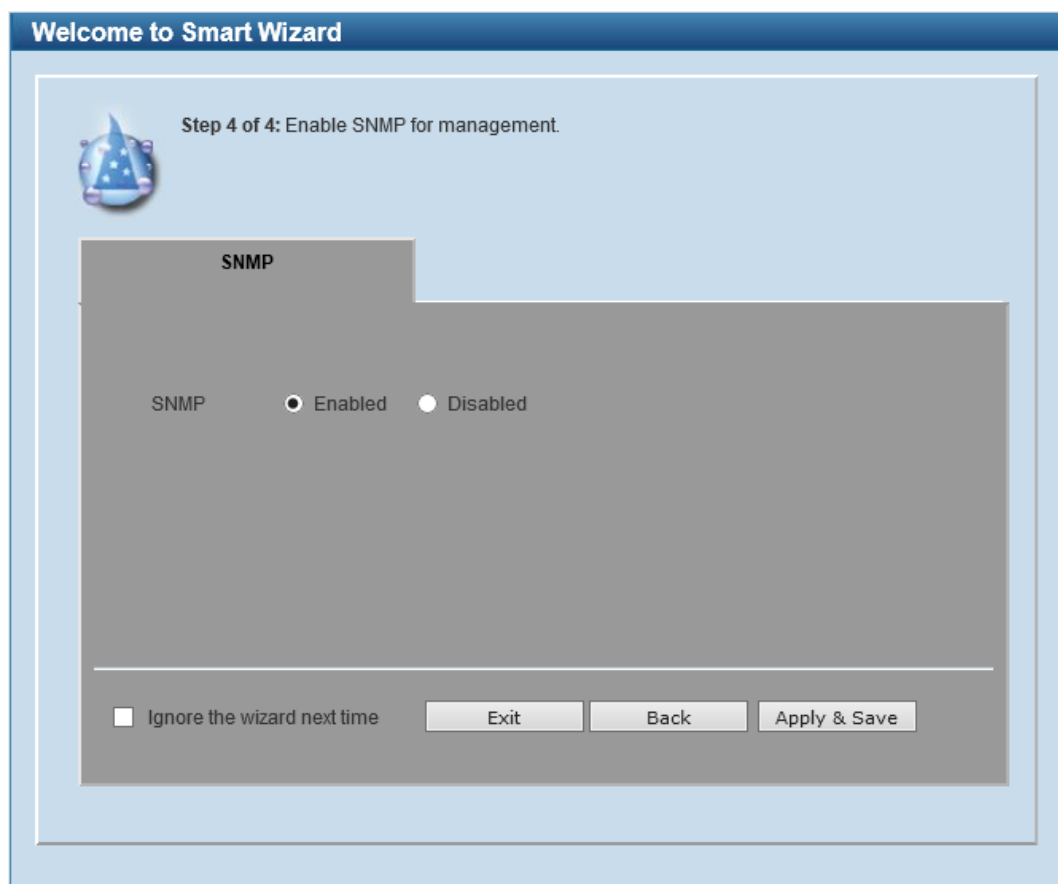 Welcome to Smart Wizard
Step 4 of 4: Enable SNMP for management.
SNMP
SNMP Enabled Disabled
Ignore the wizard next time Exit Back Apply & Save